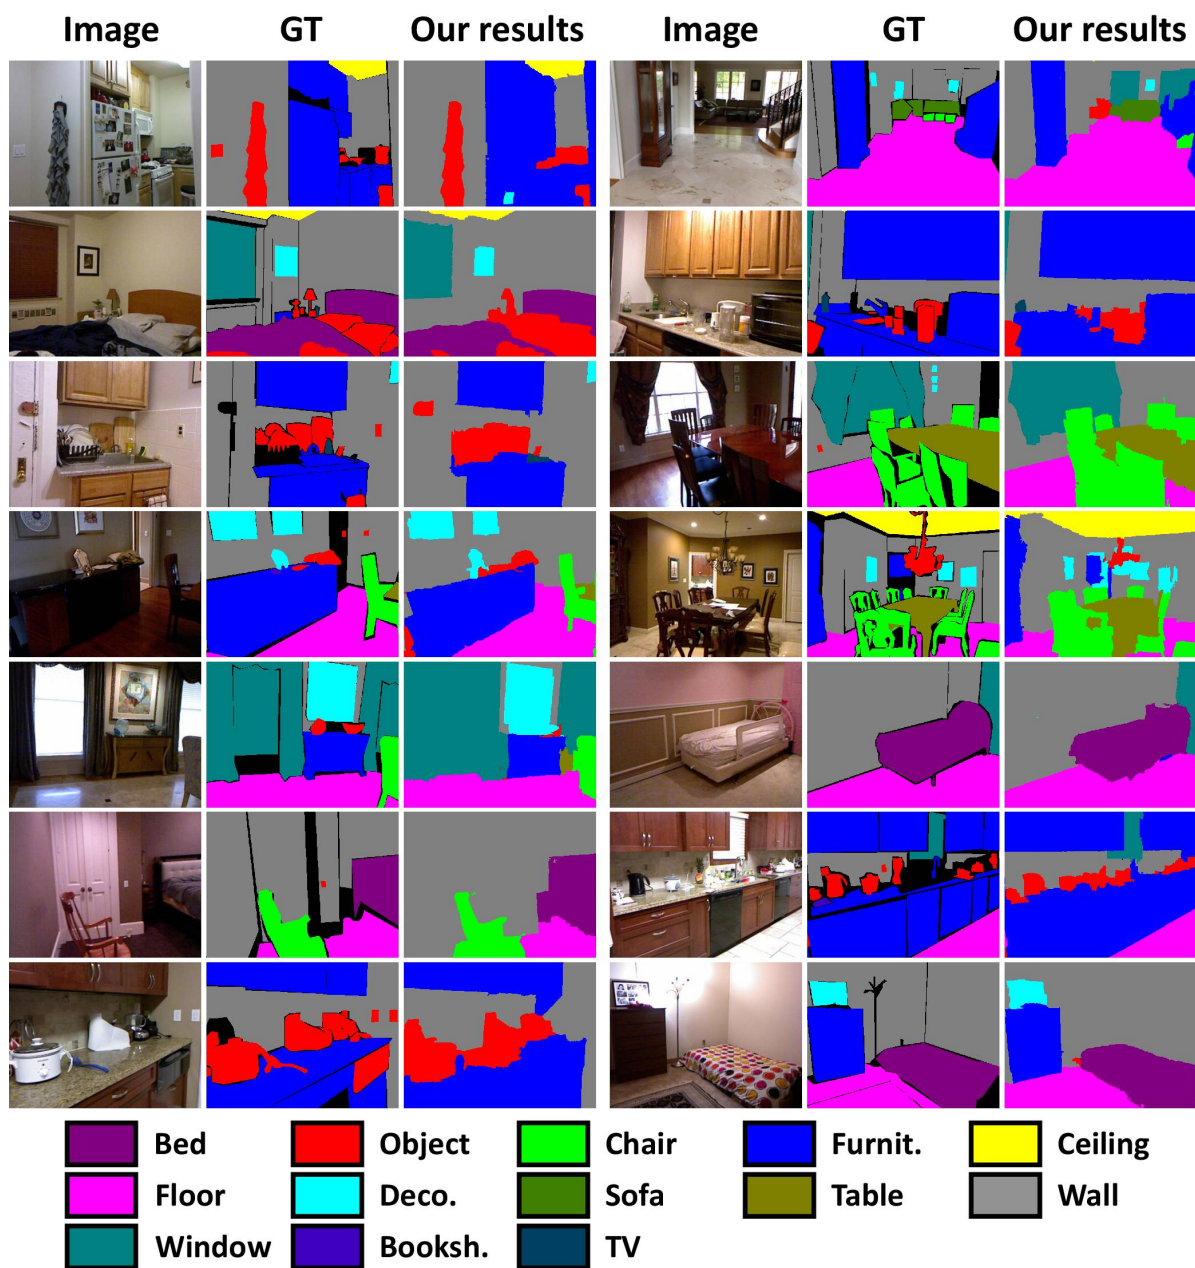 Image GT Our results Image GT Our results
Bed Object Chair Furnit. Ceiling
Floor Deco. Sofa Table Wall
Window Booksh. TV